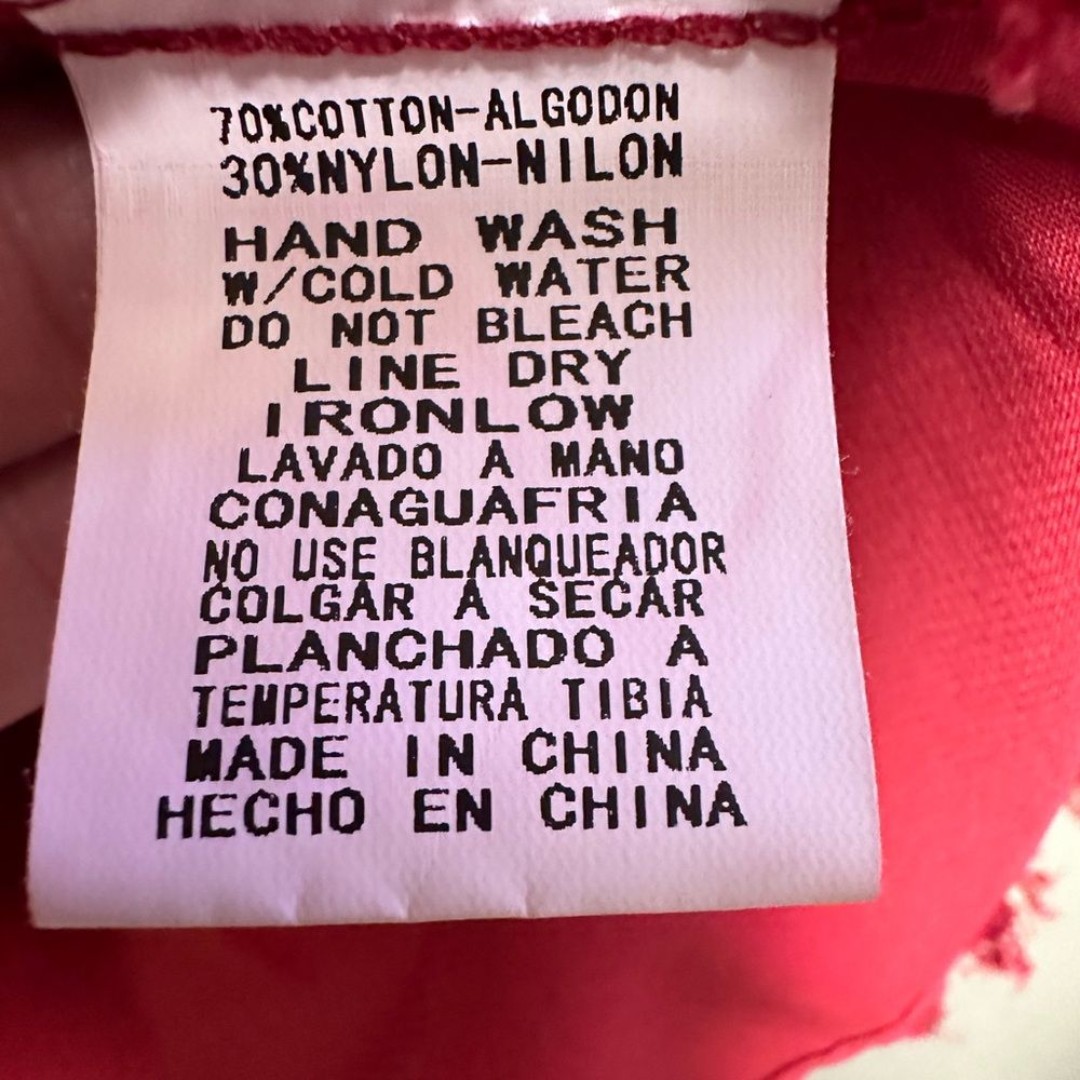 70%COTTON-ALGODON
30%NYLON-NILON
HAND WASH
W/COLD WATER
DO NOT BLEACH
LINE DRY
IRONLOW
LAVADO A MANO
CONAGUAFRIA
NO USE BLANQUEADOR
COLGAR A SECAR
PLANCHADO A
TEMPERATURA TIBIA
MADE IN CHINA
HECHO EN CHINA